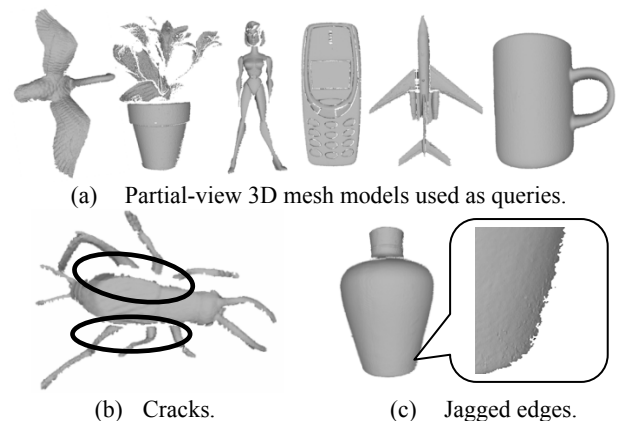 (a) Partial-view 3D mesh models used as queries.
(b) Cracks.
(c) Jagged edges.